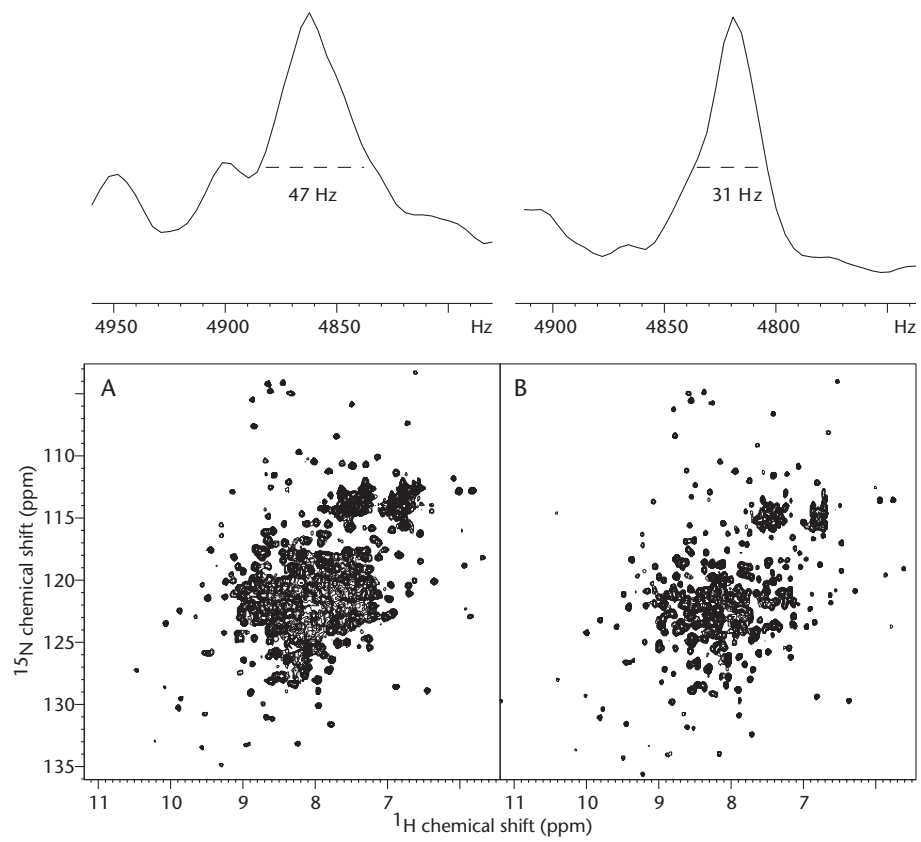 47 Hz
31 Hz
4950 4900 4850 Hz
4900 4850 4800 Hz
A
B
110
115
120
125
130
135
15N chemical shift (ppm)
11 10 9 8 7
11 10 9 8 7
1H chemical shift (ppm)